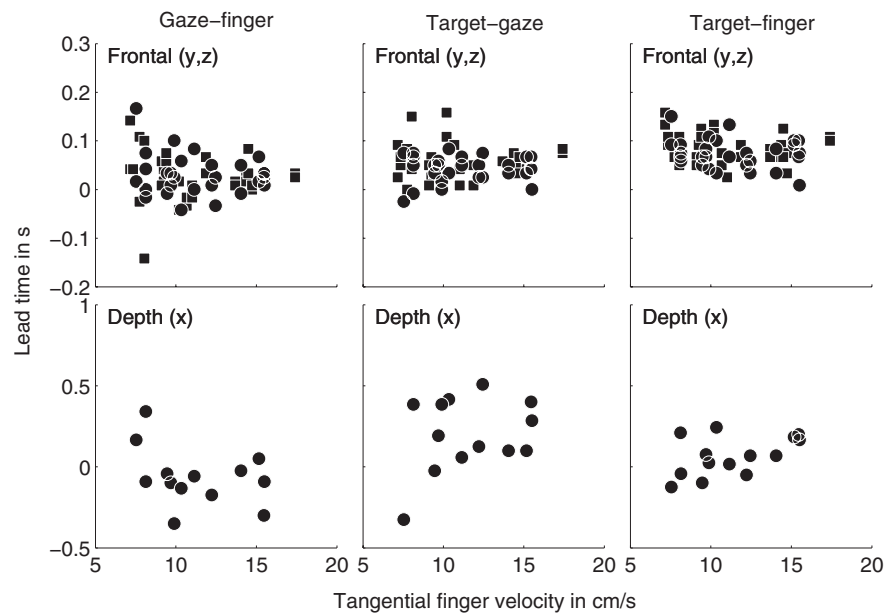 Gaze−finger Target−gaze Target−finger
0.3
Frontal (y,z) Frontal (y,z) Frontal (y,z)
0.2
0.1
0
−0.1
−0.2
Lead time in s
1
Depth (x) Depth (x) Depth (x)
0.5
0
−0.5
5 10 15 20 5 10 15 20 5 10 15 20
Tangential finger velocity in cm/s